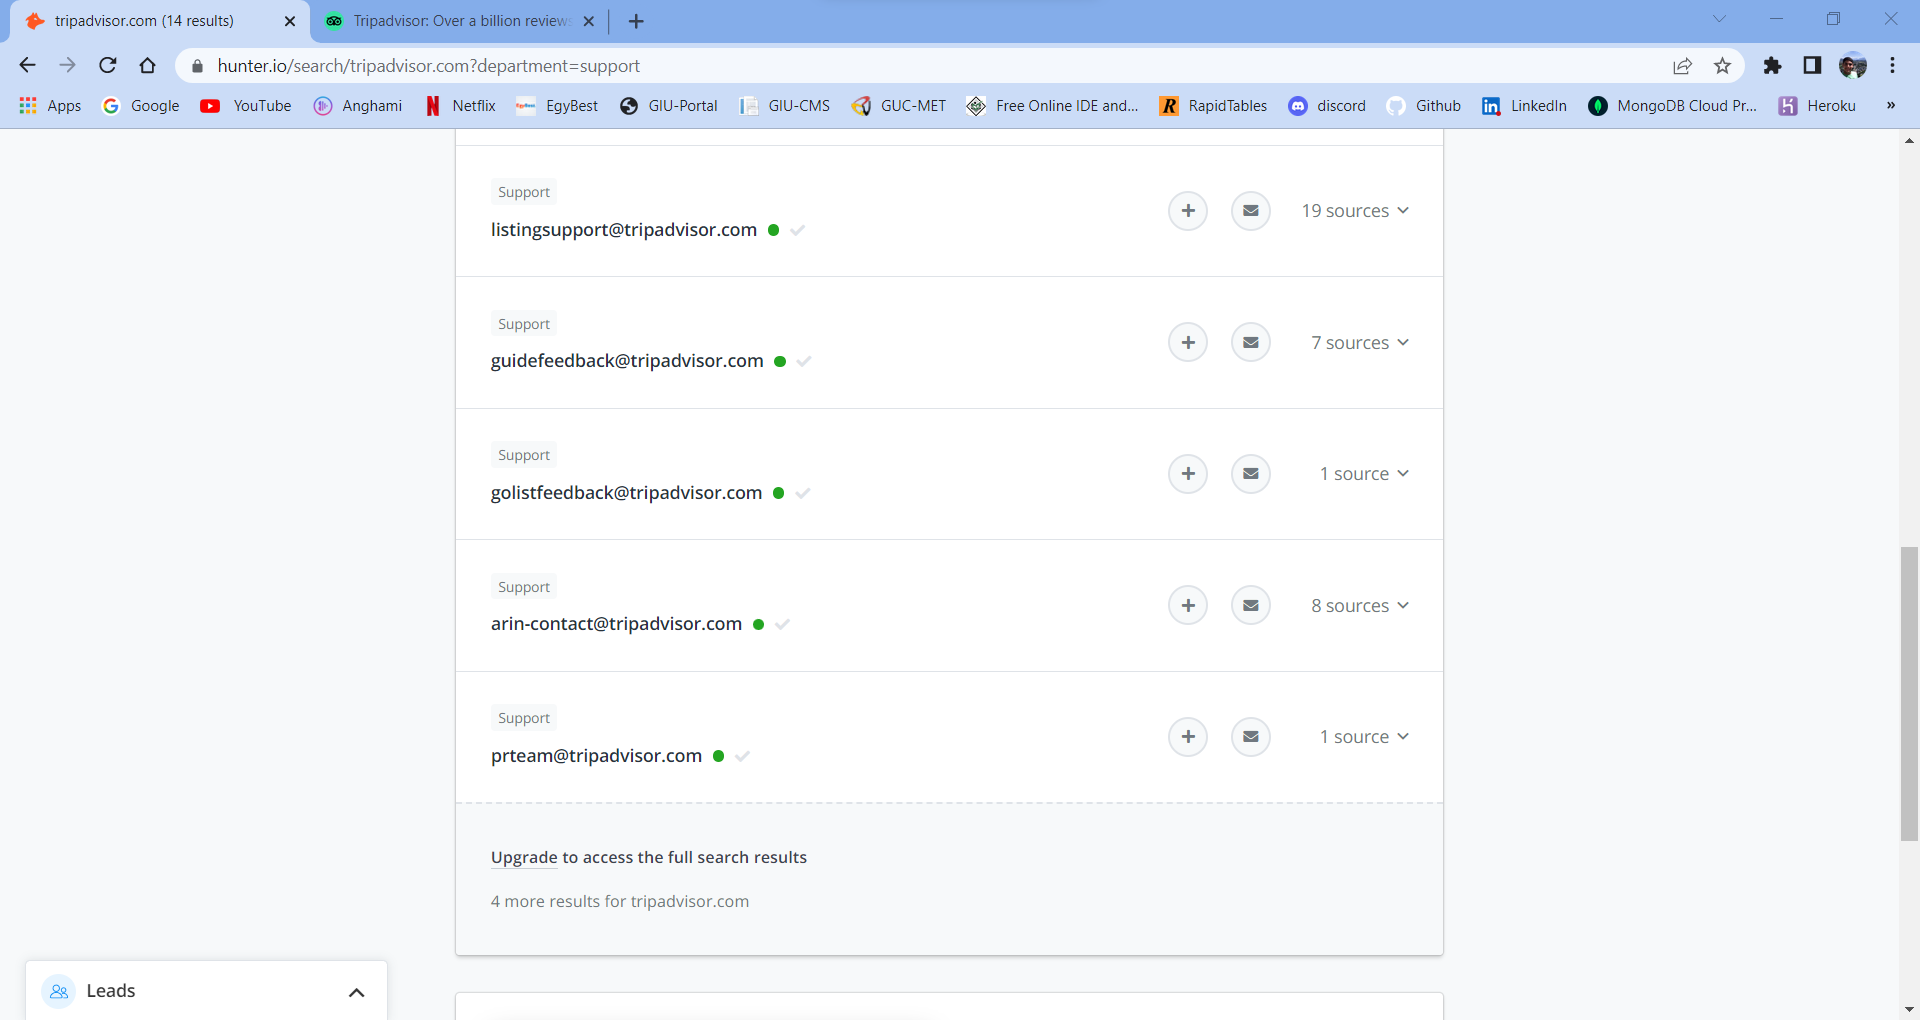 tripadvisor.com (14 results)
Tripadvisor: Over a billion reviews
hunter.io/search/tripadvisor.com?department=support
Apps Google YouTube Anghami Netflix EgyBest GIU-Portal GIU-CMS GUC-MET Free Online IDE and... RapidTables discord Github LinkedIn MongoDB Cloud Pr... Heroku »
Support
listingsupport@tripadvisor.com
19 sources
Support
guidefeedback@tripadvisor.com
7 sources
Support
golistfeedback@tripadvisor.com
1 source
Support
arin-contact@tripadvisor.com
8 sources
Support
prteam@tripadvisor.com
1 source
Upgrade to access the full search results
4 more results for tripadvisor.com
Leads